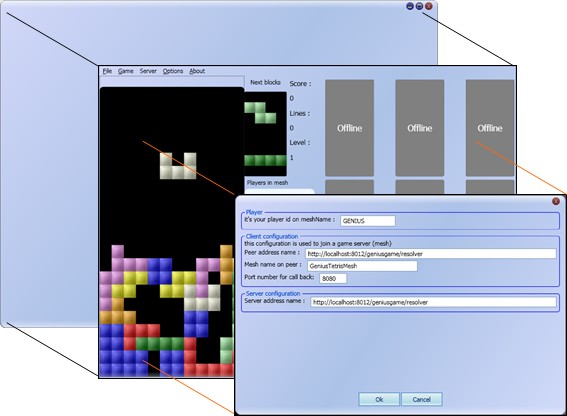 File Game Server Options About
Next blocks
Score :
0
Lines :
0
Level :
1
Offline
Offline
Offline
Players in mesh
Player
it's your player id on meshName : GENIUS
Client configuration
this configuration is used to join a game server (mesh)
Peer address name : http://localhost:8012/geniusgame/resolver
Mesh name on peer : GeniusTetrisMesh
Port number for call back: 8080
Server configuration
Server address name : http://localhost:8012/geniusgame/resolver
Ok Cancel